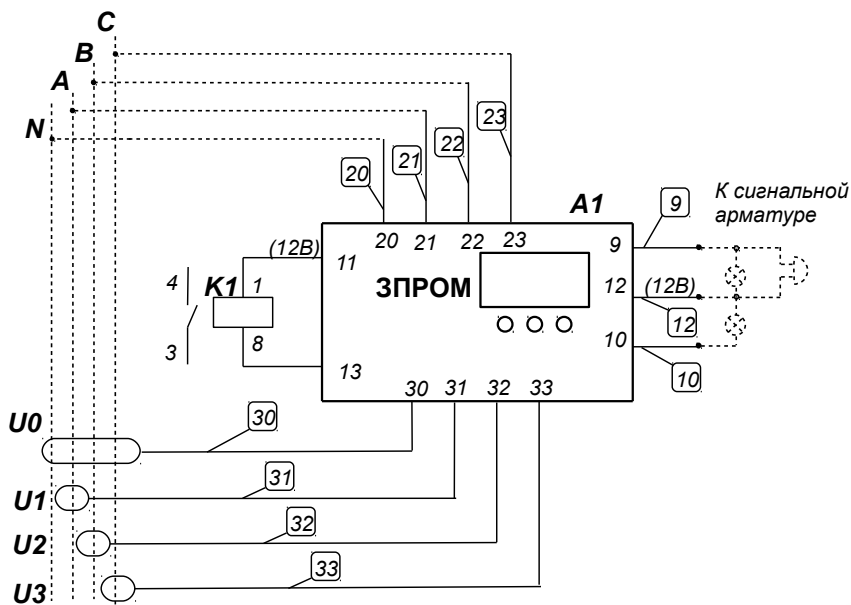 C
B
A
N
23
22
21
20
A1
К сигнальной
арматуре
9
20 21 22 23
9
(12В)
11
4
K1
1
ЗПРОМ
12
(12В)
12
3
8
10
13
10
30 31 32 33
U0
30
31
U1
32
U2
33
U3